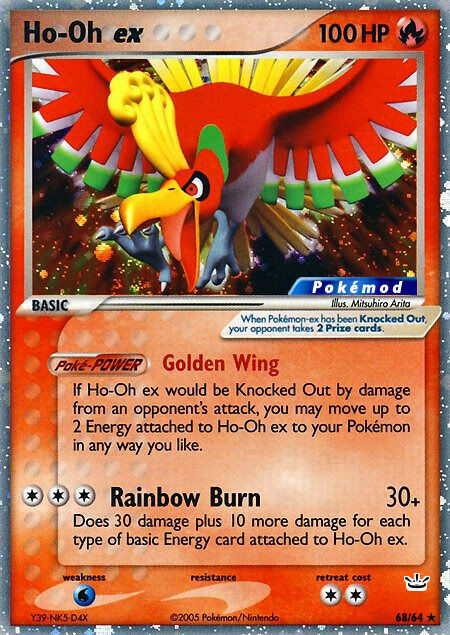 Ho-Oh ex 100 HP
Pokémod
BASIC
Illus. Mitsuhiro Arita
When Pokémon-ex has been Knocked Out,
your opponent takes 2 Prize cards.
Poké-POWER Golden Wing
If Ho-Oh ex would be Knocked Out by damage
from an opponent's attack, you may move up to
2 Energy attached to Ho-Oh ex to your Pokémon
in any way you like.
Rainbow Burn 30+
Does 30 damage plus 10 more damage for each
type of basic Energy card attached to Ho-Oh ex.
weakness resistance retreat cost
Y39-NK5-D4X ©2005 Pokémon/Nintendo 68/64 ★